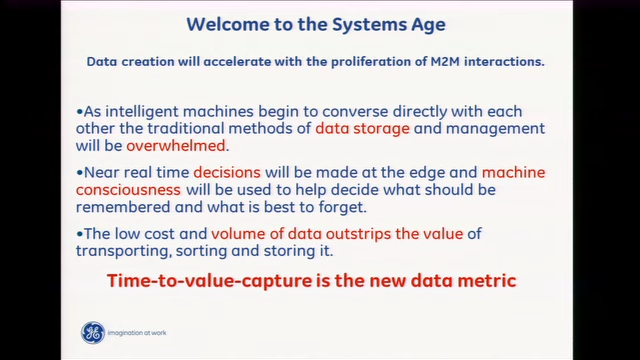 Welcome to the Systems Age
Data creation will accelerate with the proliferation of M2M interactions.
•As intelligent machines begin to converse directly with each
other the traditional methods of data storage and management
will be overwhelmed.
•Near real time decisions will be made at the edge and machine
consciousness will be used to help decide what should be
remembered and what is best to forget.
•The low cost and volume of data outstrips the value of
transporting, sorting and storing it.
Time-to-value-capture is the new data metric
GE imagination at work